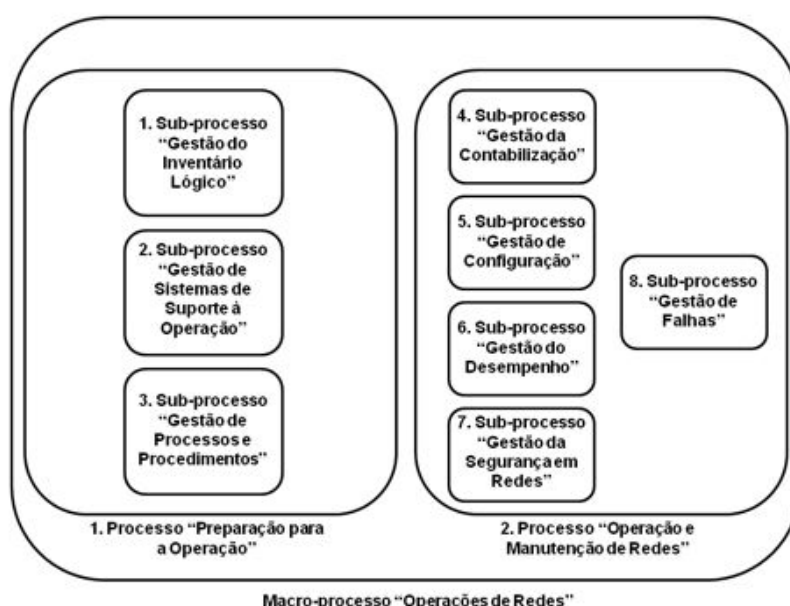 1. Sub-processo
“Gestão do
Inventário
Lógico”
2. Sub-processo
“Gestão de
Sistemas de
Suporte á
Operação”
3. Sub-processo
“Gestão de
Processos e
Procedimentos”
1. Processo “Preparação para
a Operação”
4. Sub-processo
“Gestão da
Contabilização”
5. Sub-processo
“Gestão de
Configuração”
6. Sub-processo
“Gestão do
Desempenho”
7. Sub-processo
“Gestão da
Segurança em
Redes”
8. Sub-processo
“Gestão de
Falhas”
2. Processo “Operação e
Manutenção de Redes”
Macro-processo “Operações de Redes”